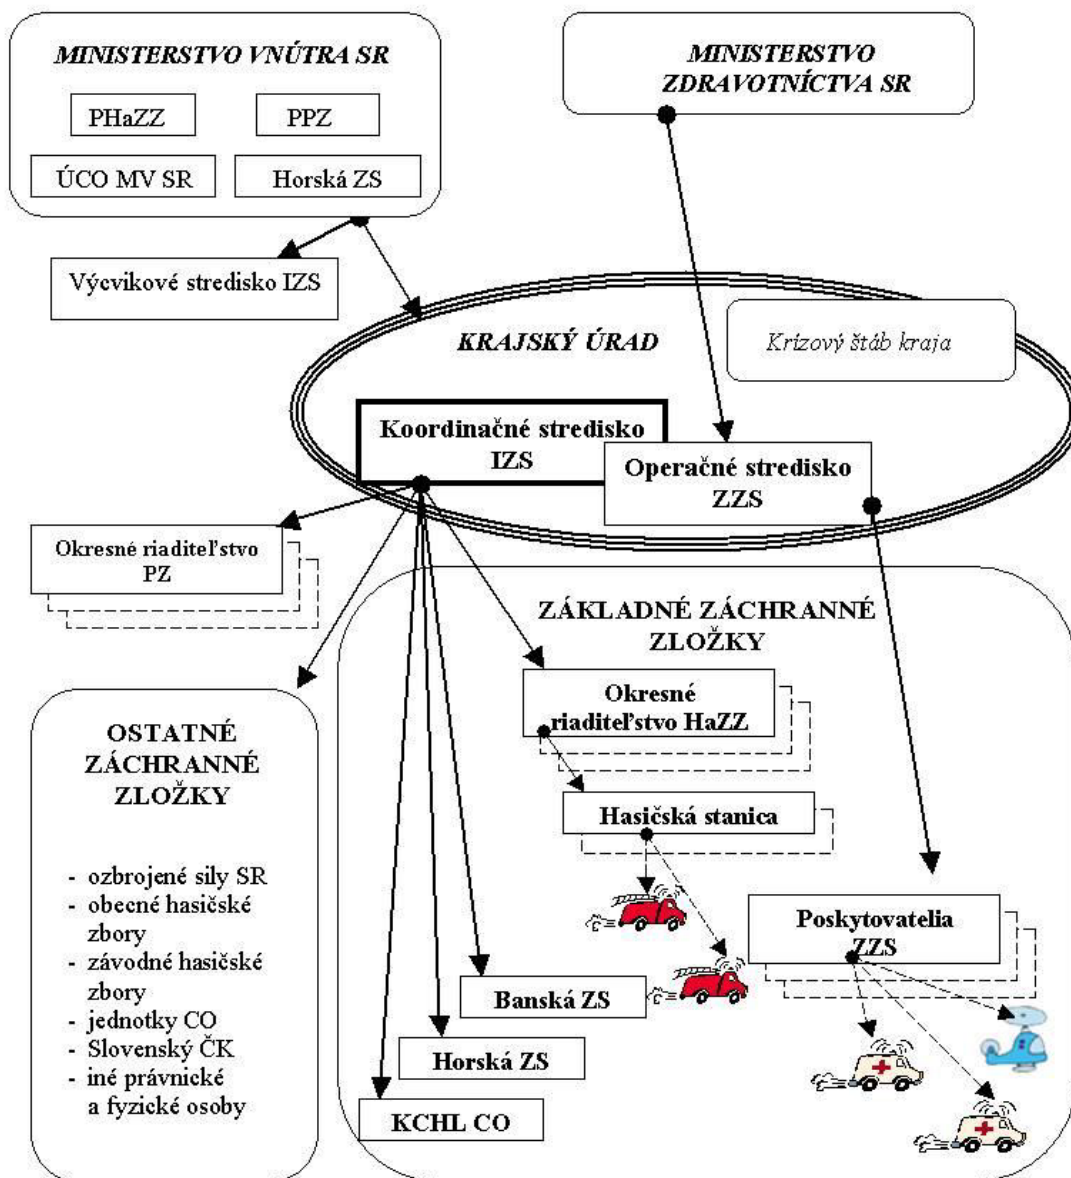 MINISTERSTVO VNÚTRA SR
PHaZZ
PPZ
ÚCO MV SR
Horská ZS
MINISTERSTVO
ZDRAVOTNÍCTVA SR
Výcvikové stredisko IZS
KRAJSKÝ ÚRAD
Krízový štáb kraja
Koordinačné stredisko
IZS
Operačné stredisko
ZZS
Okresné riaditeľstvo
PZ
ZÁKLADNÉ ZÁCHRANNÉ
ZLOŽKY
Okresné
riaditeľstvo HaZZ
Hasičská stanica
Poskytovatelia
ZZS
Banská ZS
Horská ZS
KCHL CO
OSTATNÉ
ZÁCHRANNÉ
ZLOŽKY
- ozbrojené sily SR
- obecné hasičské
zbory
- závodné hasičské
zbory
- jednotky CO
- Slovenský ČK
- iné právnické
a fyzické osoby